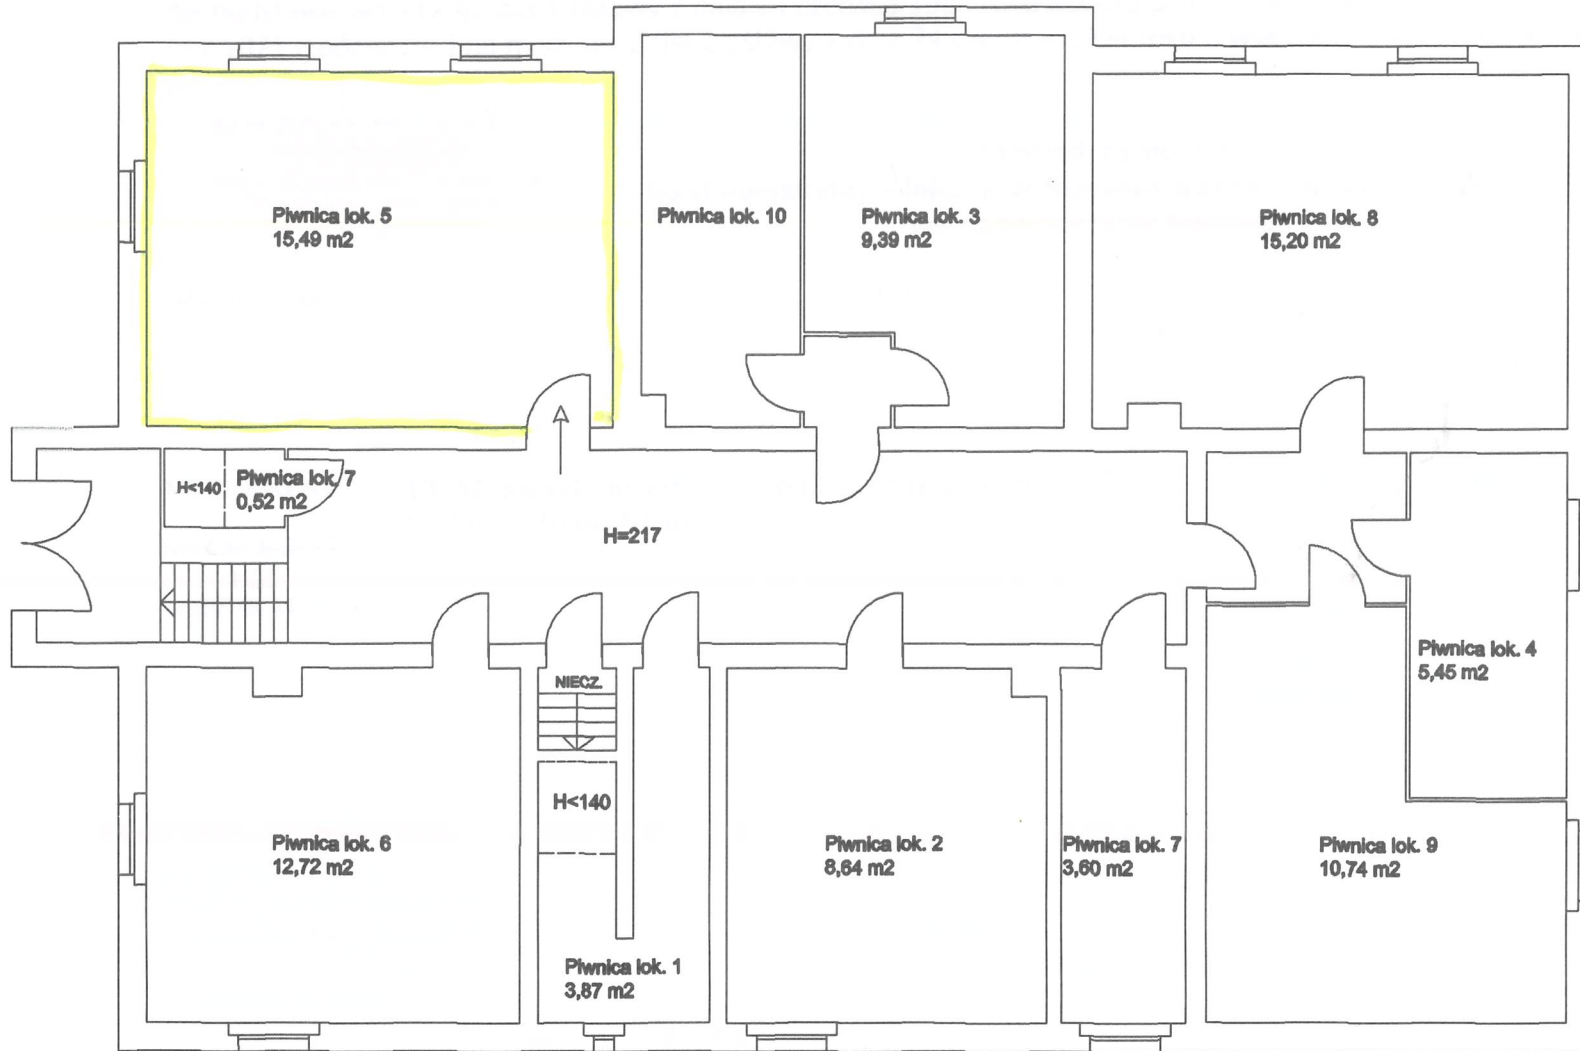 Piwnica lok. 5
15,49 m2
Piwnica lok. 10
Piwnica lok. 3
9,39 m2
Piwnica lok. 8
15,20 m2
H<140
Piwnica lok. 7
0,52 m2
H=217
Piwnica lok. 4
5,45 m2
NIECZ.
H<140
Piwnica lok. 6
12,72 m2
Piwnica lok. 2
8,64 m2
Piwnica lok. 7
3,60 m2
Piwnica lok. 9
10,74 m2
Piwnica lok. 1
3,87 m2